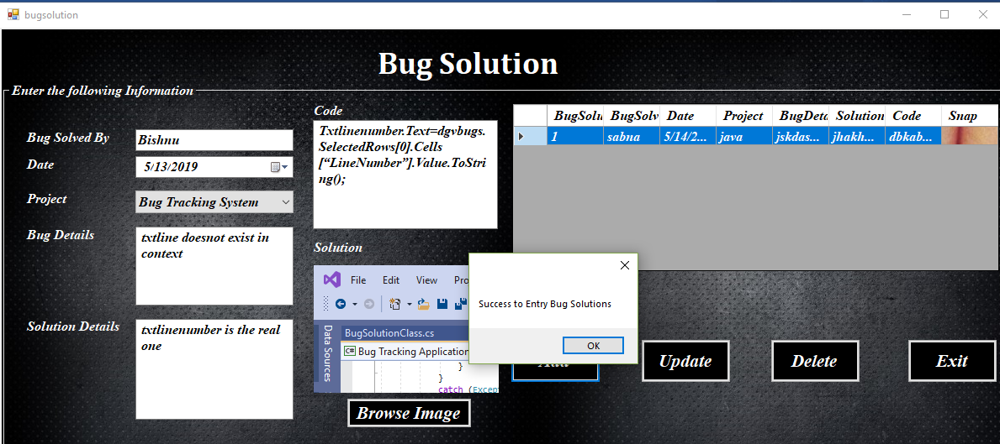 bugsolution
Bug Solution
Enter the following Information
Bug Solved By
Bishnu
Date
5/13/2019
Project
Bug Tracking System
Bug Details
txtline doesnot exist in
context
Solution Details
txtlinenumber is the real
one
Code
Txtlinenumber.Text=dgvbugs.
SelectedRows[0].Cells
[“LineNumber”].Value.ToStri
ng();
Solution
File Edit View Pro
Data Sources
BugSolutionClass.cs
C# Bug Tracking Application
}
}
catch (Except
Browse Image
BugSolu BugSolv Date Project BugDeta Solution Code Snap
1 sabna 5/14/2... java jskdas... jhakh... dbkab...
Success to Entry Bug Solutions
OK
Add
Update
Delete
Exit